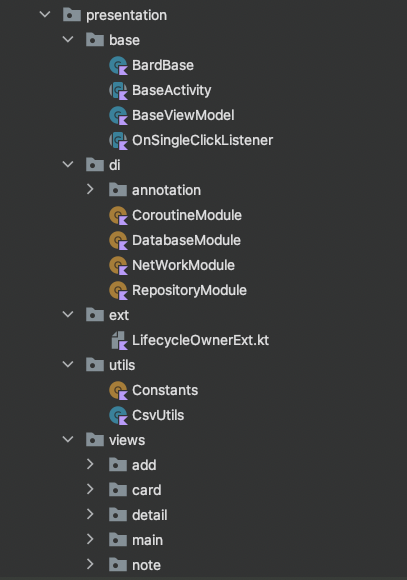 presentation
base
BardBase
BaseActivity
BaseViewModel
OnSingleClickListener
di
annotation
CoroutineModule
DatabaseModule
NetWorkModule
RepositoryModule
ext
LifecycleOwnerExt.kt
utils
Constants
CsvUtils
views
add
card
detail
main
note